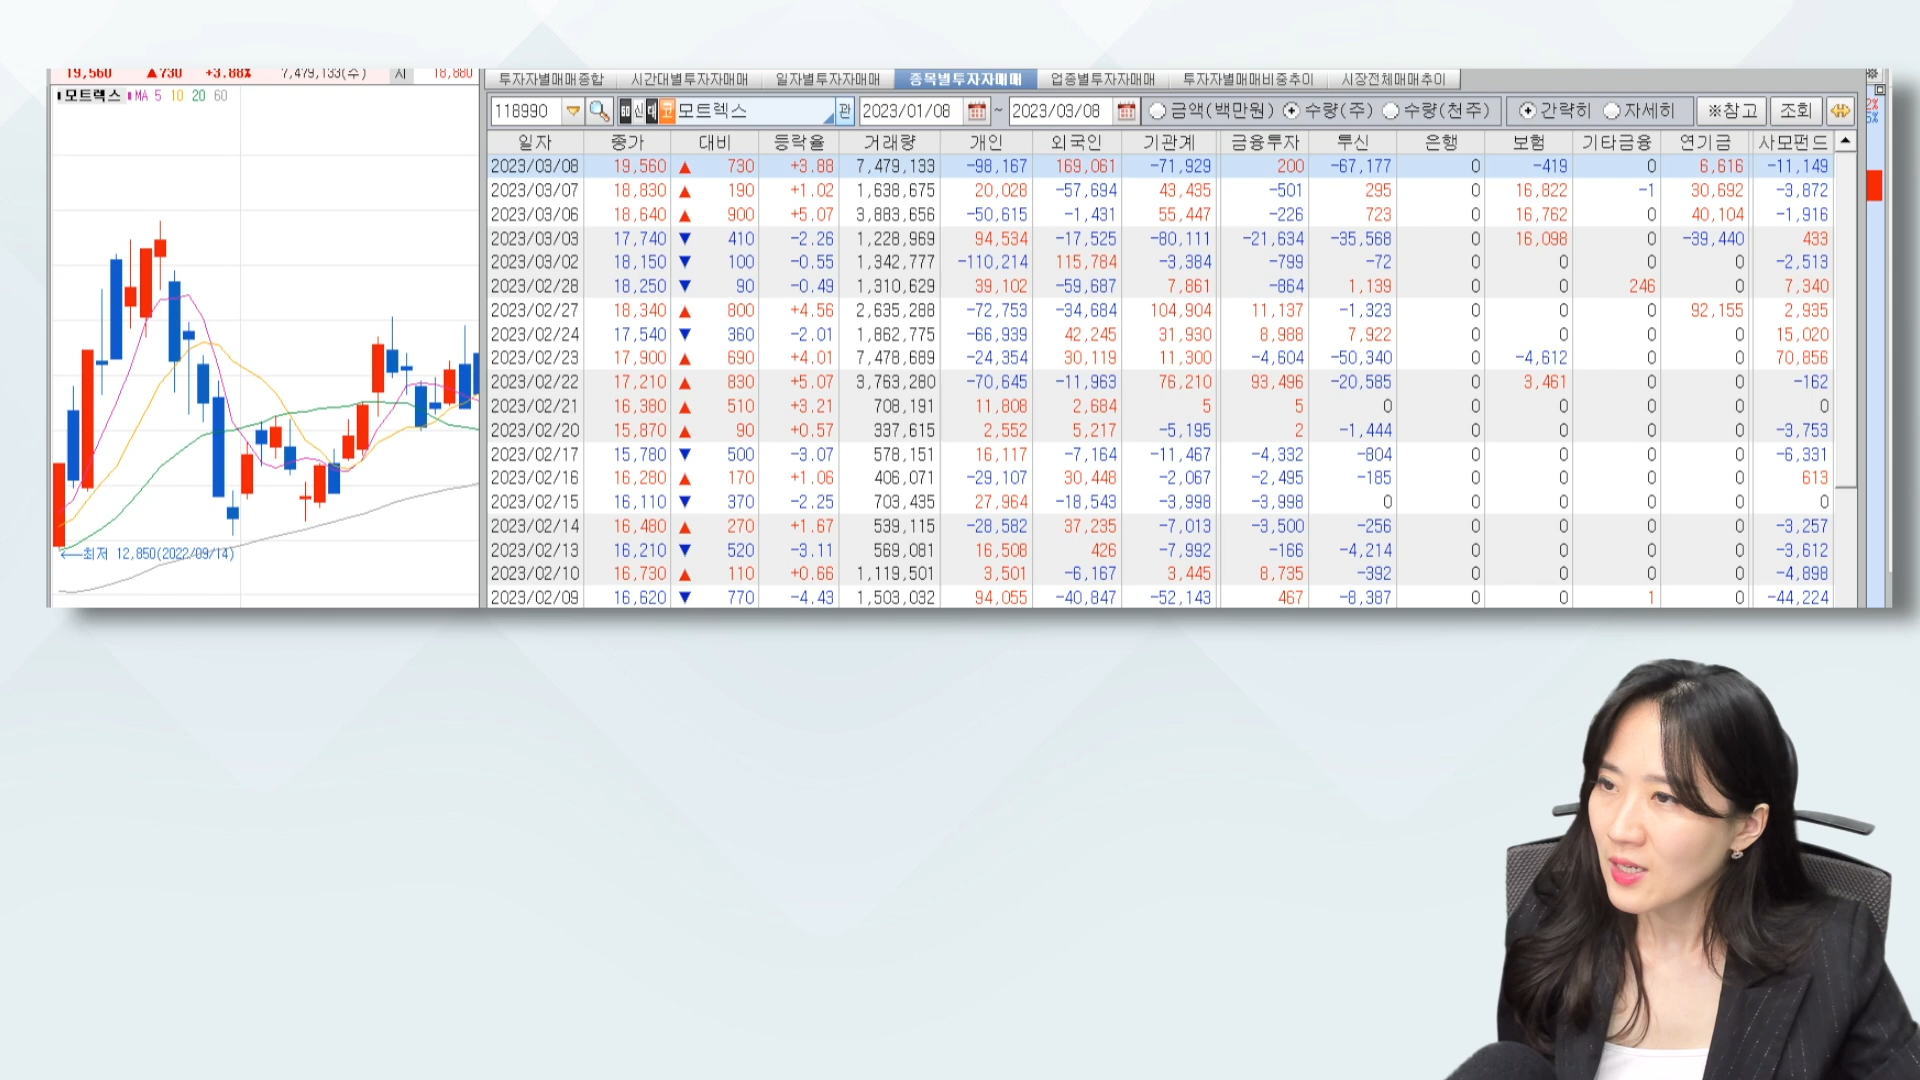 19,560 ▲730 +3.88% 7,479,133(주) 시 18,880
모트렉스 MA 5 10 20 60
←최저 12,850(2022/09/14)
투자자별매매종합 시간대별투자자매매 일자별투자자매매 종목별투자자매매 업종별투자자매매 투자자별매매비중추이 시장전체매매추이
118990 신 대 코 모트렉스 관 2023/01/08 ~ 2023/03/08 금액(백만원) 수량(주) 수량(천주) 간략히 자세히 ※참고 조회
일자 종가 대비 등락율 거래량 개인 외국인 기관계 금융투자 투신 은행 보험 기타금융 연기금 사모펀드
2023/03/08 19,560 ▲ 730 +3.88 7,479,133 -98,167 169,061 -71,929 200 -67,177 0 -419 0 6,616 -11,149
2023/03/07 18,830 ▲ 190 +1.02 1,638,675 20,028 -57,694 43,435 -501 295 0 16,822 -1 30,692 -3,872
2023/03/06 18,640 ▲ 900 +5.07 3,883,656 -50,615 -1,431 55,447 -226 723 0 16,762 0 40,104 -1,916
2023/03/03 17,740 ▼ 410 -2.26 1,228,969 94,534 -17,525 -80,111 -21,634 -35,568 0 16,098 0 -39,440 433
2023/03/02 18,150 ▼ 100 -0.55 1,342,777 -110,214 115,784 -3,384 -799 -72 0 0 0 0 -2,513
2023/02/28 18,250 ▼ 90 -0.49 1,310,629 39,102 -59,687 7,861 -864 1,139 0 0 246 0 7,340
2023/02/27 18,340 ▲ 800 +4.56 2,635,288 -72,753 -34,684 104,904 11,137 -1,323 0 0 0 92,155 2,935
2023/02/24 17,540 ▼ 360 -2.01 1,862,775 -66,939 42,245 31,930 8,988 7,922 0 0 0 0 15,020
2023/02/23 17,900 ▲ 690 +4.01 7,478,689 -24,354 30,119 11,300 -4,604 -50,340 0 -4,612 0 0 70,856
2023/02/22 17,210 ▲ 830 +5.07 3,763,280 -70,645 -11,963 76,210 93,496 -20,585 0 3,461 0 0 -162
2023/02/21 16,380 ▲ 510 +3.21 708,191 11,808 2,684 5 5 0 0 0 0 0 0
2023/02/20 15,870 ▲ 90 +0.57 337,615 2,552 5,217 -5,195 2 -1,444 0 0 0 0 -3,753
2023/02/17 15,780 ▼ 500 -3.07 578,151 16,117 -7,164 -11,467 -4,332 -804 0 0 0 0 -6,331
2023/02/16 16,280 ▲ 170 +1.06 406,071 -29,107 30,448 -2,067 -2,495 -185 0 0 0 0 613
2023/02/15 16,110 ▼ 370 -2.25 703,435 27,964 -18,543 -3,998 -3,998 0 0 0 0 0 0
2023/02/14 16,480 ▲ 270 +1.67 539,115 -28,582 37,235 -7,013 -3,500 -256 0 0 0 0 -3,257
2023/02/13 16,210 ▼ 520 -3.11 569,081 16,508 426 -7,992 -166 -4,214 0 0 0 0 -3,612
2023/02/10 16,730 ▲ 110 +0.66 1,119,501 3,501 -6,167 3,445 8,735 -392 0 0 0 0 -4,898
2023/02/09 16,620 ▼ 770 -4.43 1,503,032 94,055 -40,847 -52,143 467 -8,387 0 0 1 0 -44,224